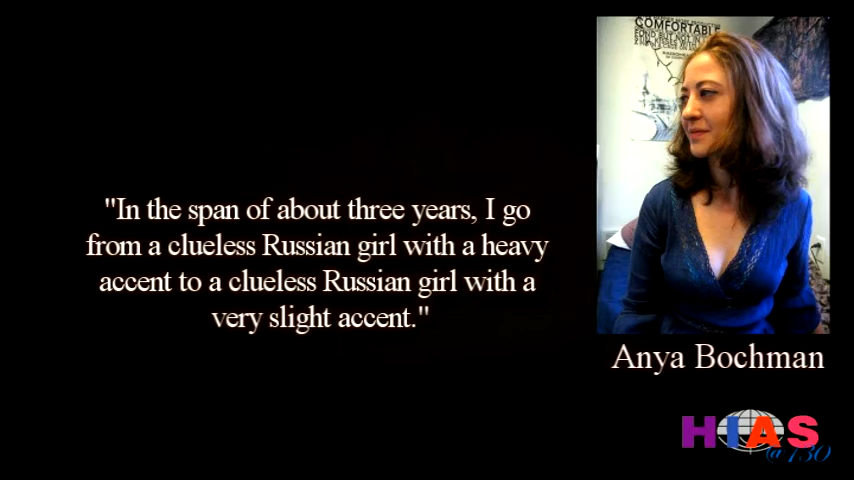 "In the span of about three years, I go
from a clueless Russian girl with a heavy
accent to a clueless Russian girl with a
very slight accent."
COMFORTABLE
Anya Bochman
HIAS
@130